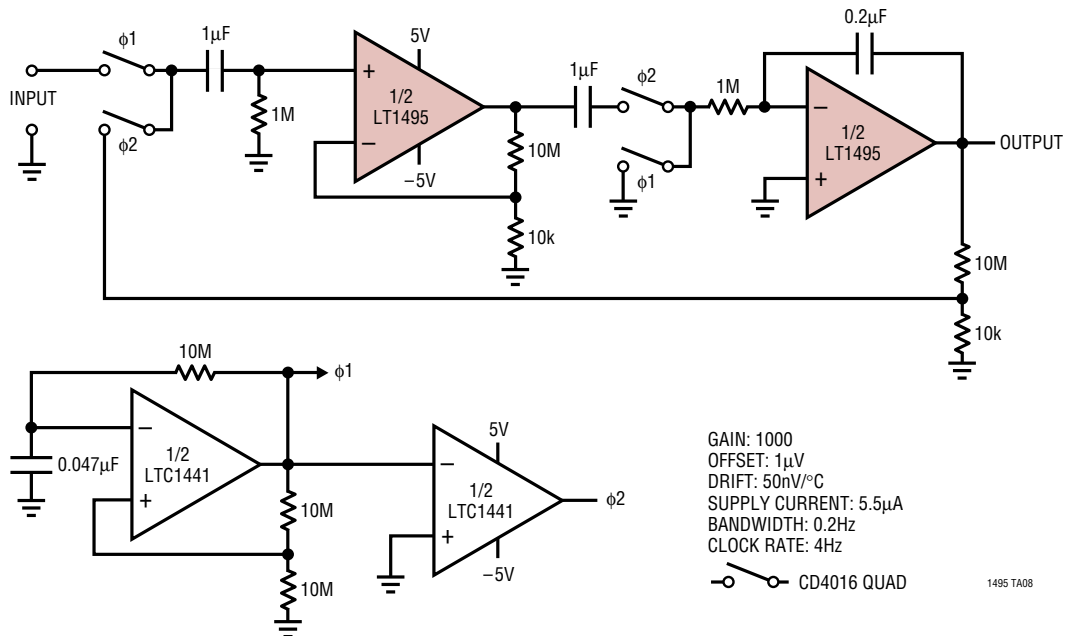 0.2µF
ϕ1
1µF
5V
1µF
ϕ2
1M
INPUT
+
1/2
LT1495
−
−5V
1M
ϕ2
10M
10k
ϕ1
−
1/2
LT1495
+
OUTPUT
10M
10k
10M
ϕ1
−
1/2
LTC1441
+
0.047µF
10M
10M
5V
−
1/2
LTC1441
+
−5V
ϕ2
GAIN: 1000
OFFSET: 1µV
DRIFT: 50nV/°C
SUPPLY CURRENT: 5.5µA
BANDWIDTH: 0.2Hz
CLOCK RATE: 4Hz
CD4016 QUAD
1495 TA08